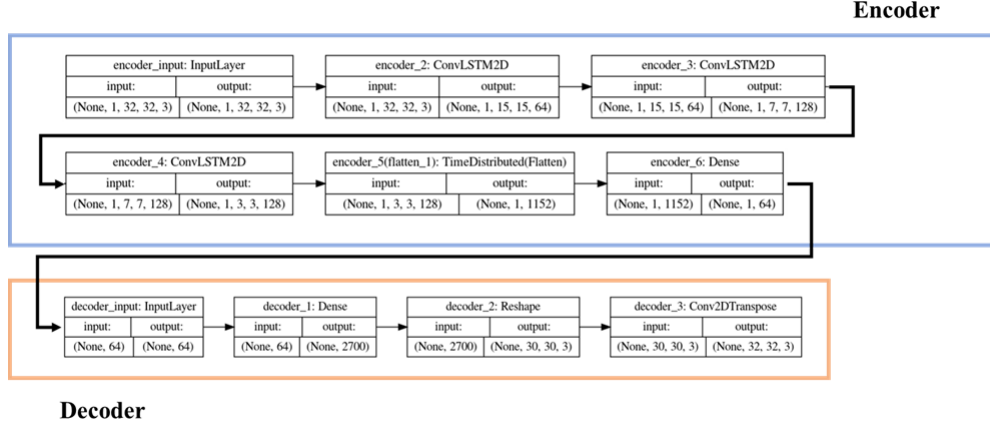 Encoder
encoder_input: InputLayer
input: output:
(None, 1, 32, 32, 3) (None, 1, 32, 32, 3)
encoder_2: ConvLSTM2D
input: output:
(None, 1, 32, 32, 3) (None, 1, 15, 15, 64)
encoder_3: ConvLSTM2D
input: output:
(None, 1, 15, 15, 64) (None, 1, 7, 7, 128)
encoder_4: ConvLSTM2D
input: output:
(None, 1, 7, 7, 128) (None, 1, 3, 3, 128)
encoder_5(flatten_1): TimeDistributed(Flatten)
input: output:
(None, 1, 3, 3, 128) (None, 1, 1152)
encoder_6: Dense
input: output:
(None, 1, 1152) (None, 1, 64)
decoder_input: InputLayer
input: output:
(None, 64) (None, 64)
decoder_1: Dense
input: output:
(None, 64) (None, 2700)
decoder_2: Reshape
input: output:
(None, 2700) (None, 30, 30, 3)
decoder_3: Conv2DTranspose
input: output:
(None, 30, 30, 3) (None, 32, 32, 3)
Decoder